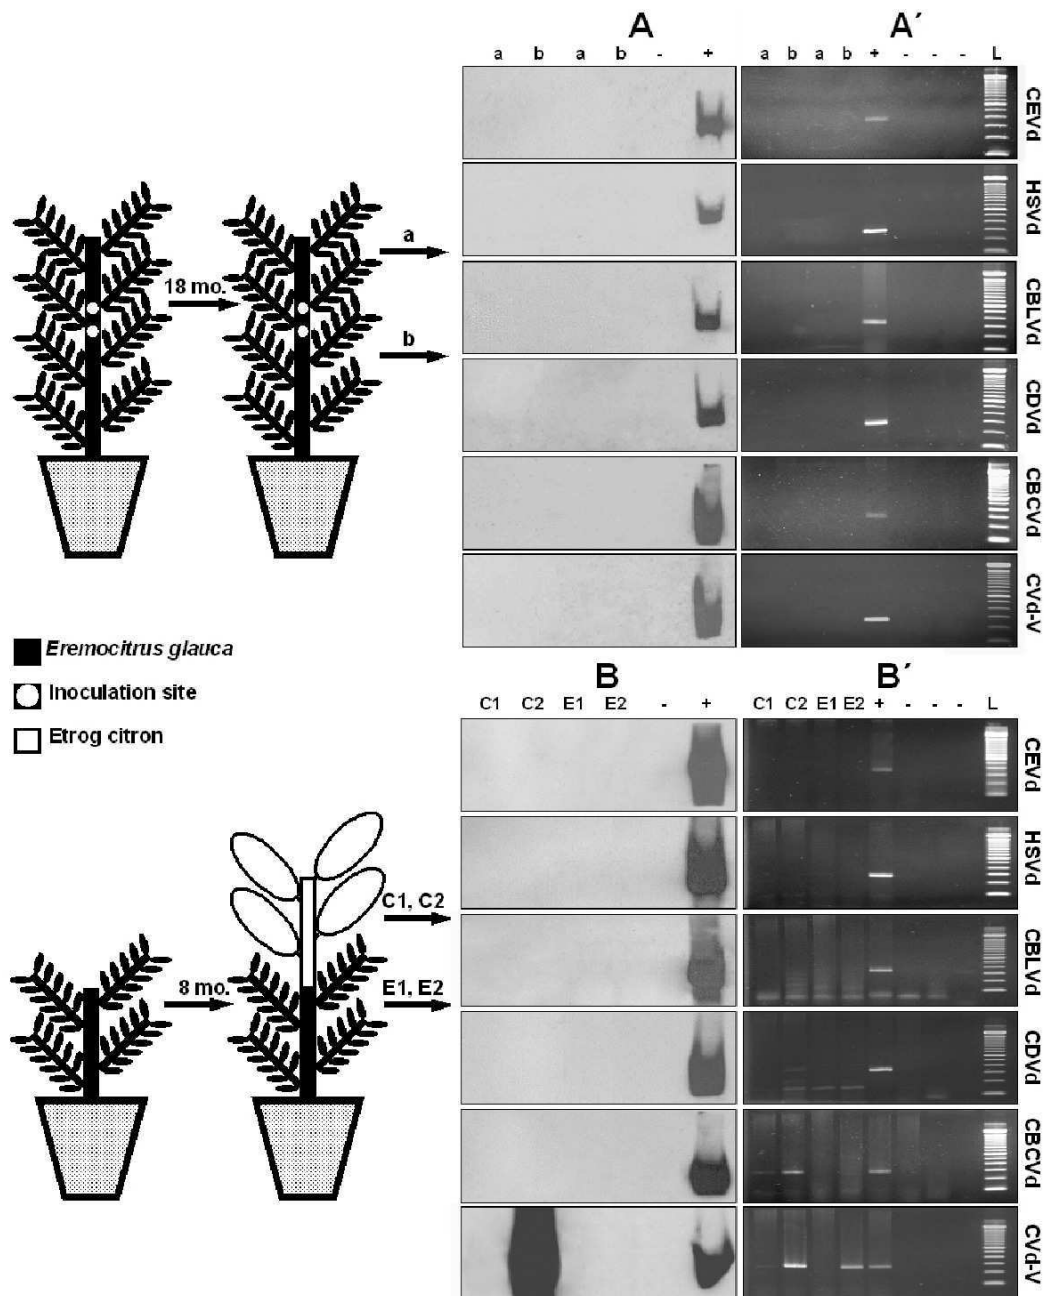 A
A´
a b a b - +
a b a b + - - - L
CEVd
HSVd
CBLVd
CDVd
CBCVd
CVd-V
18 mo.
a
b
Eremocitrus glauca
Inoculation site
Etrog citron
B
B´
C1 C2 E1 E2 - +
C1 C2 E1 E2 + - - - L
CEVd
HSVd
CBLVd
CDVd
CBCVd
CVd-V
8 mo.
C1, C2
E1, E2